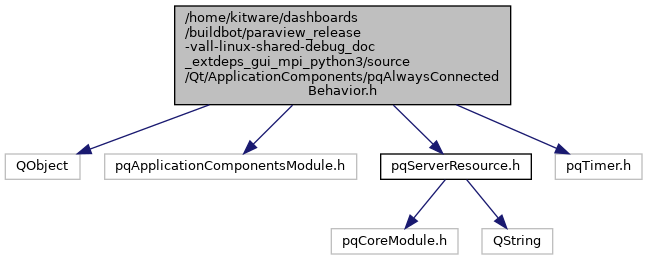 /home/kitware/dashboards
/buildbot/paraview_release
-vall-linux-shared-debug_doc
_extdeps_gui_mpi_python3/source
/Qt/ApplicationComponents/pqAlwaysConnected
Behavior.h
QObject
pqApplicationComponentsModule.h
pqServerResource.h
pqTimer.h
pqCoreModule.h
QString